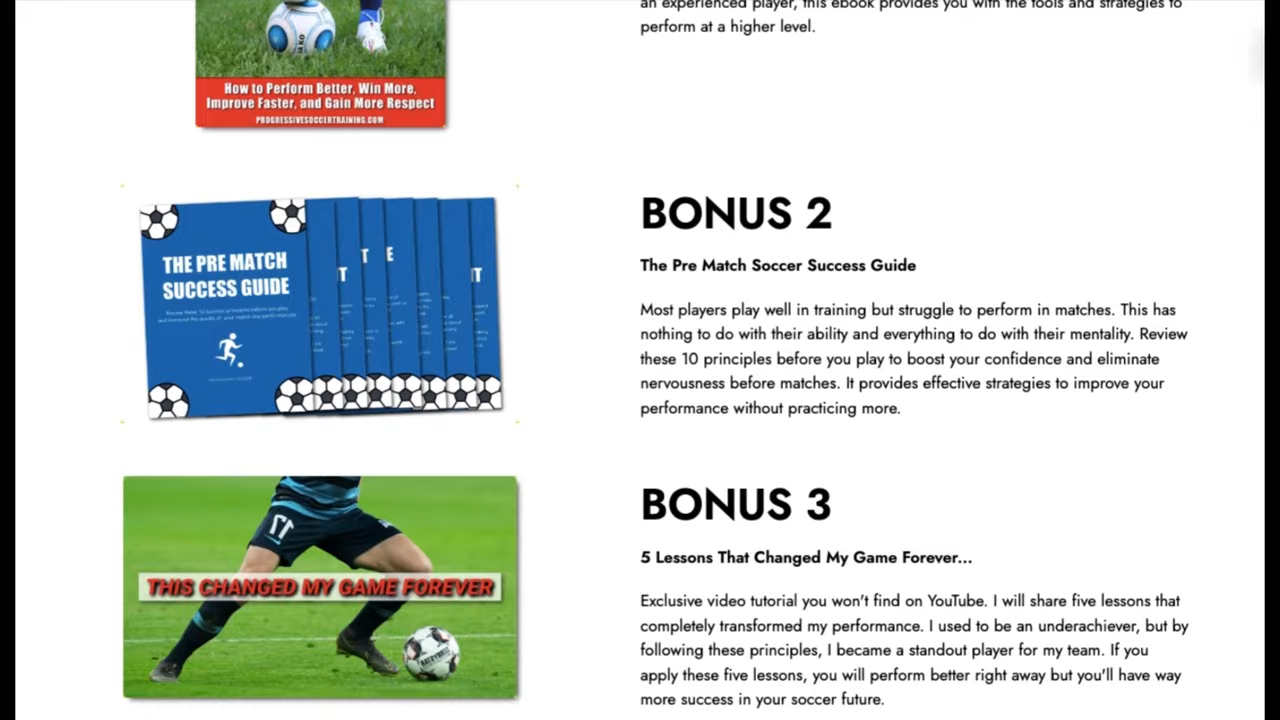 an experienced player, this ebook provides you with the tools and strategies to
perform at a higher level.
How to Perform Better, Win More,
Improve Faster, and Gain More Respect
PROGRESSIVESOCCERTRAINING.COM
THE PRE MATCH
SUCCESS GUIDE
BONUS 2
The Pre Match Soccer Success Guide
Most players play well in training but struggle to perform in matches. This has
nothing to do with their ability and everything to do with their mentality. Review
these 10 principles before you play to boost your confidence and eliminate
nervousness before matches. It provides effective strategies to improve your
performance without practicing more.
THIS CHANGED MY GAME FOREVER
BONUS 3
5 Lessons That Changed My Game Forever...
Exclusive video tutorial you won't find on YouTube. I will share five lessons that
completely transformed my performance. I used to be an underachiever, but by
following these principles, I became a standout player for my team. If you
apply these five lessons, you will perform better right away but you'll have way
more success in your soccer future.